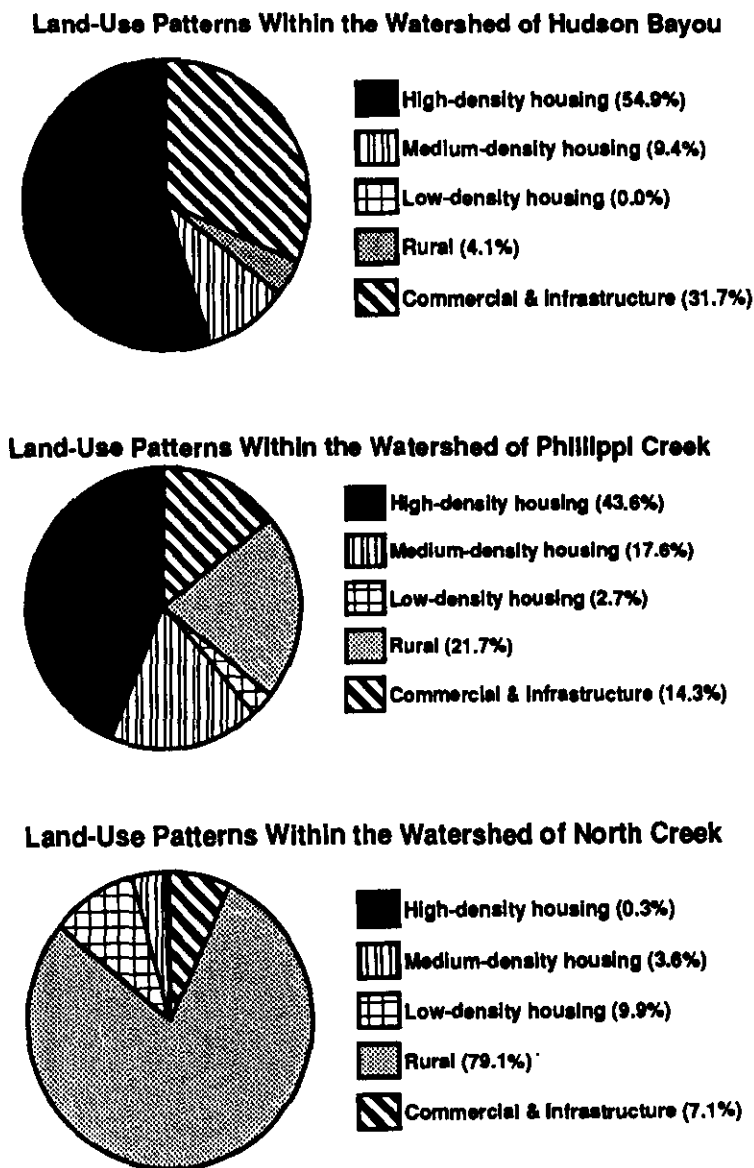 Land-Use Patterns Within the Watershed of Hudson Bayou
High-density housing (54.9%)
Medium-density housing (9.4%)
Low-density housing (0.0%)
Rural (4.1%)
Commercial & Infrastructure (31.7%)
Land-Use Patterns Within the Watershed of Phillippi Creek
High-density housing (43.6%)
Medium-density housing (17.6%)
Low-density housing (2.7%)
Rural (21.7%)
Commercial & Infrastructure (14.3%)
Land-Use Patterns Within the Watershed of North Creek
High-density housing (0.3%)
Medium-density housing (3.6%)
Low-density housing (9.9%)
Rural (79.1%)
Commercial & Infrastructure (7.1%)